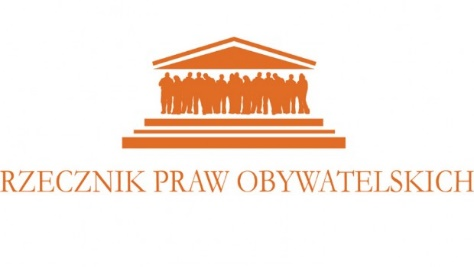 RZECZNIK PRAW OBYWATELSKICH